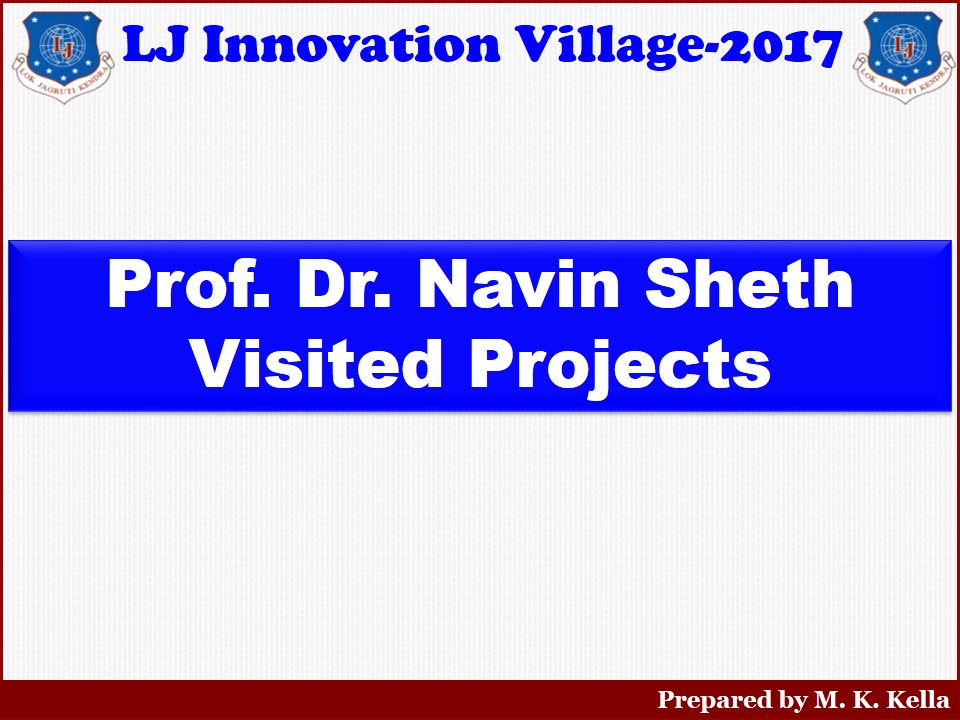 LJ Innovation Village-2017
LJ
LOK JAGRUTI KENDRA
LJ
LOK JAGRUTI KENDRA
Prof. Dr. Navin Sheth
Visited Projects
Prepared by M. K. Kella